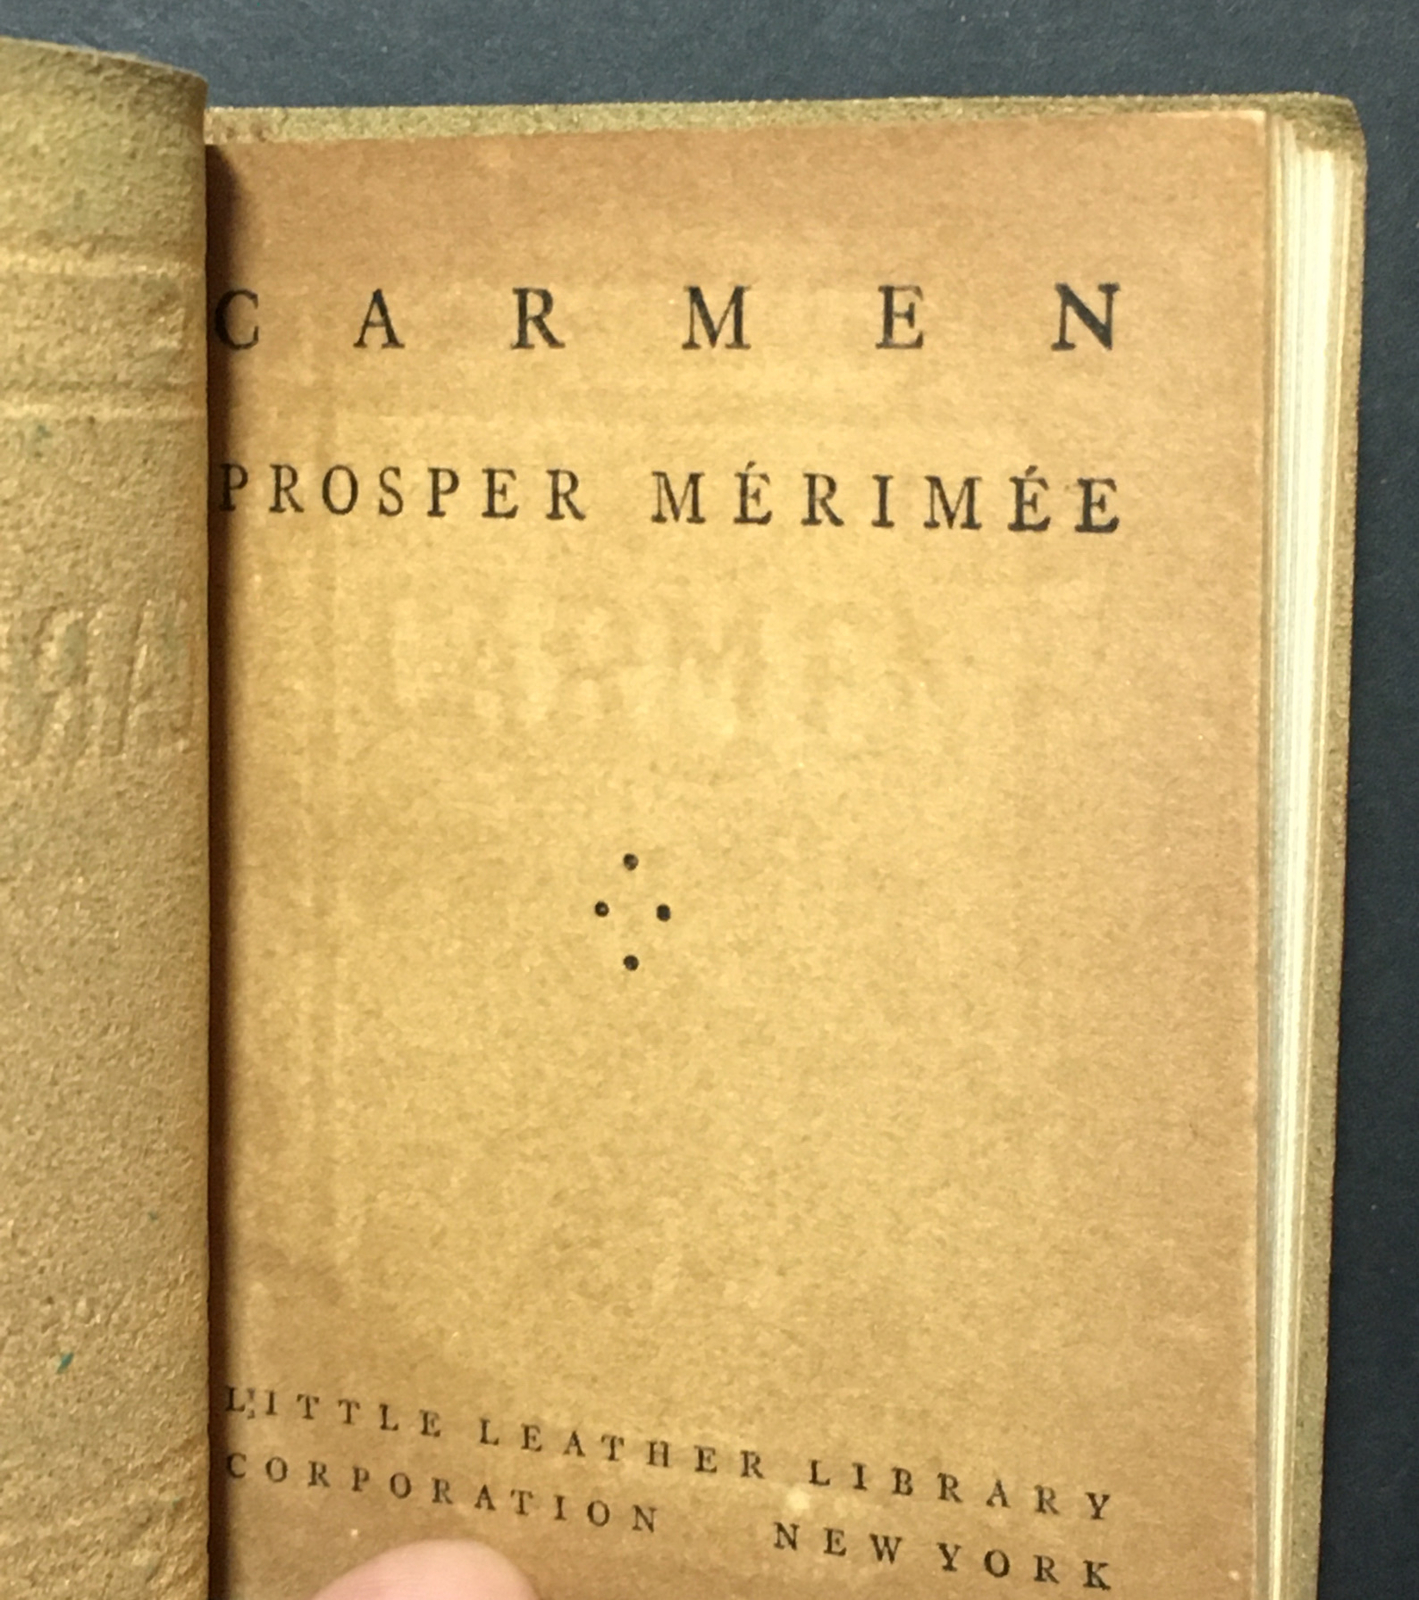 CARMEN
PROSPER MÉRIMÉE
LITTLE LEATHER LIBRARY
CORPORATION NEW YORK